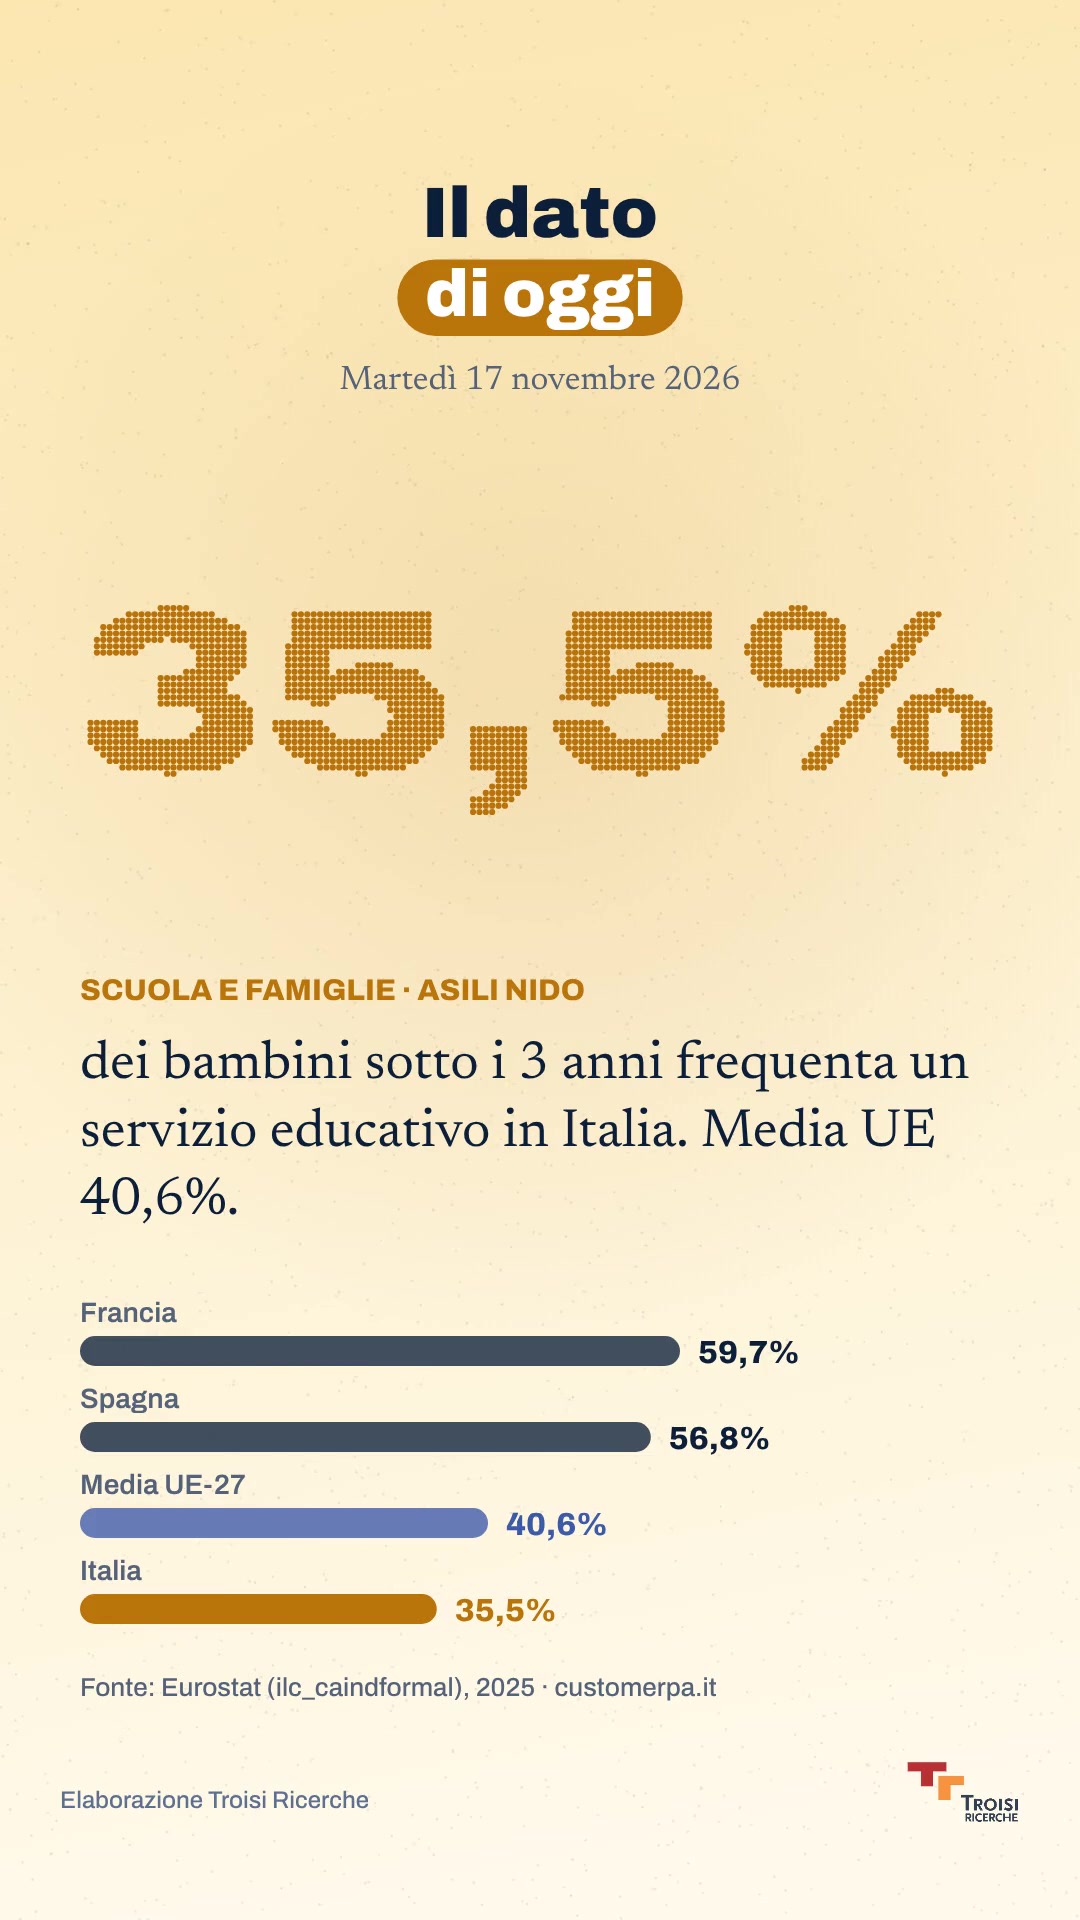 Il dato
di oggi
Martedì 17 novembre 2026
35,5%
SCUOLA E FAMIGLIE · ASILI NIDO
dei bambini sotto i 3 anni frequenta un
servizio educativo in Italia. Media UE
40,6%.
Francia
59,7%
Spagna
56,8%
Media UE-27
40,6%
Italia
35,5%
Fonte: Eurostat (ilc_caindformal), 2025 · customerpa.it
Elaborazione Troisi Ricerche
TROISI
RICERCHE